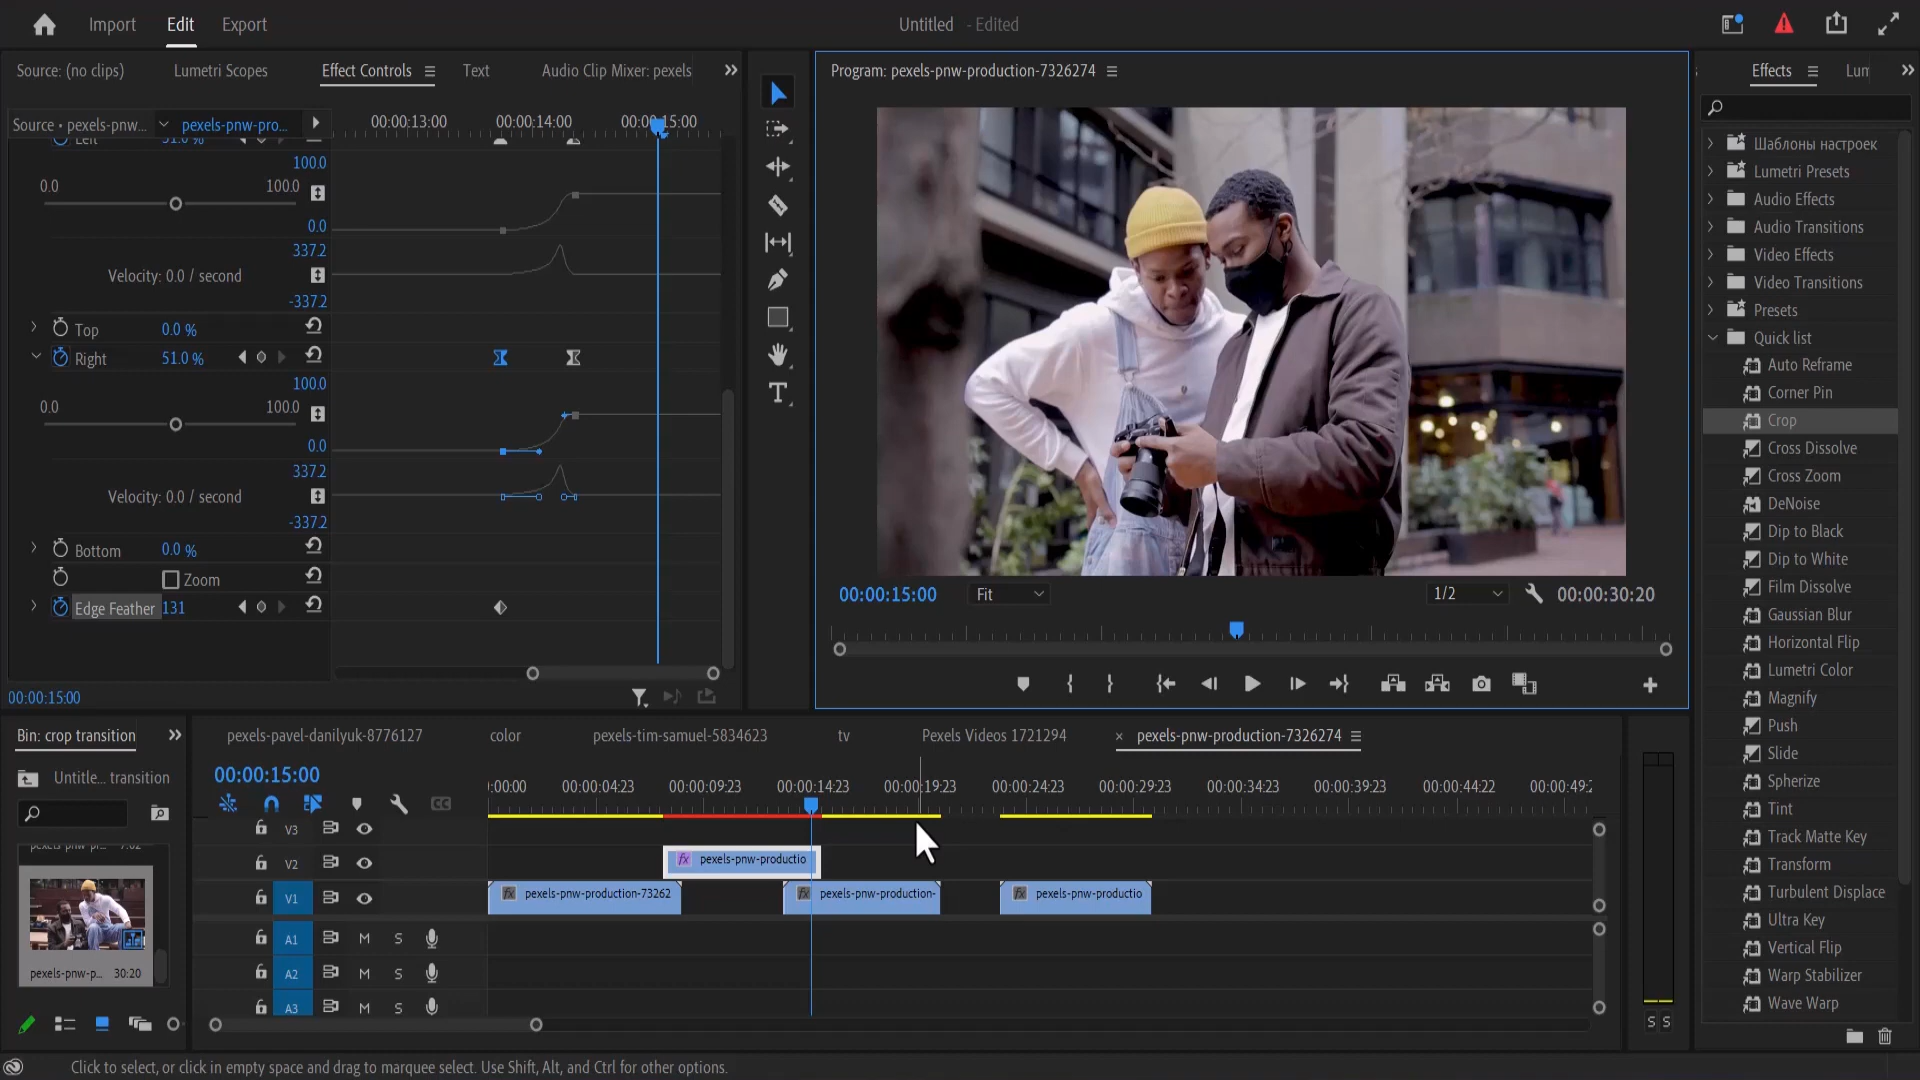 Import Edit Export
Untitled - Edited
Source: (no clips) Lumetri Scopes Effect Controls Text Audio Clip Mixer: pexels
Program: pexels-pnw-production-7326274
Effects Lum
Source • pexels-pnw... pexels-pnw-pro...
00:00:13:00 00:00:14:00 00:00:15:00
Left 51.0 %
100.0
0.0 100.0
0.0
337.2
Velocity: 0.0 / second
-337.2
Top 0.0 %
Right 51.0 %
100.0
0.0 100.0
0.0
337.2
Velocity: 0.0 / second
-337.2
Bottom 0.0 %
Zoom
Edge Feather 131
00:00:15:00
00:00:15:00 Fit 1/2 00:00:30:20
Шаблоны настроек
Lumetri Presets
Audio Effects
Audio Transitions
Video Effects
Video Transitions
Presets
Quick list
Auto Reframe
Corner Pin
Crop
Cross Dissolve
Cross Zoom
DeNoise
Dip to Black
Dip to White
Film Dissolve
Gaussian Blur
Horizontal Flip
Lumetri Color
Magnify
Push
Slide
Spherize
Tint
Track Matte Key
Transform
Turbulent Displace
Ultra Key
Vertical Flip
Warp Stabilizer
Wave Warp
Bin: crop transition
Untitle... transition
pexels-pnw-p... 30:20
pexels-pavel-danilyuk-8776127 color pexels-tim-samuel-5834623 tv Pexels Videos 1721294 × pexels-pnw-production-7326274
00:00:15:00
:00:00 00:00:04:23 00:00:09:23 00:00:14:23 00:00:19:23 00:00:24:23 00:00:29:23 00:00:34:23 00:00:39:23 00:00:44:22 00:00:49:2
CC
V3
V2 fx pexels-pnw-productio
V1 fx pexels-pnw-production-73262 fx pexels-pnw-production- fx pexels-pnw-productio
A1 M S
A2 M S
A3 M S
S S
Click to select, or click in empty space and drag to marquee select. Use Shift, Alt, and Ctrl for other options.